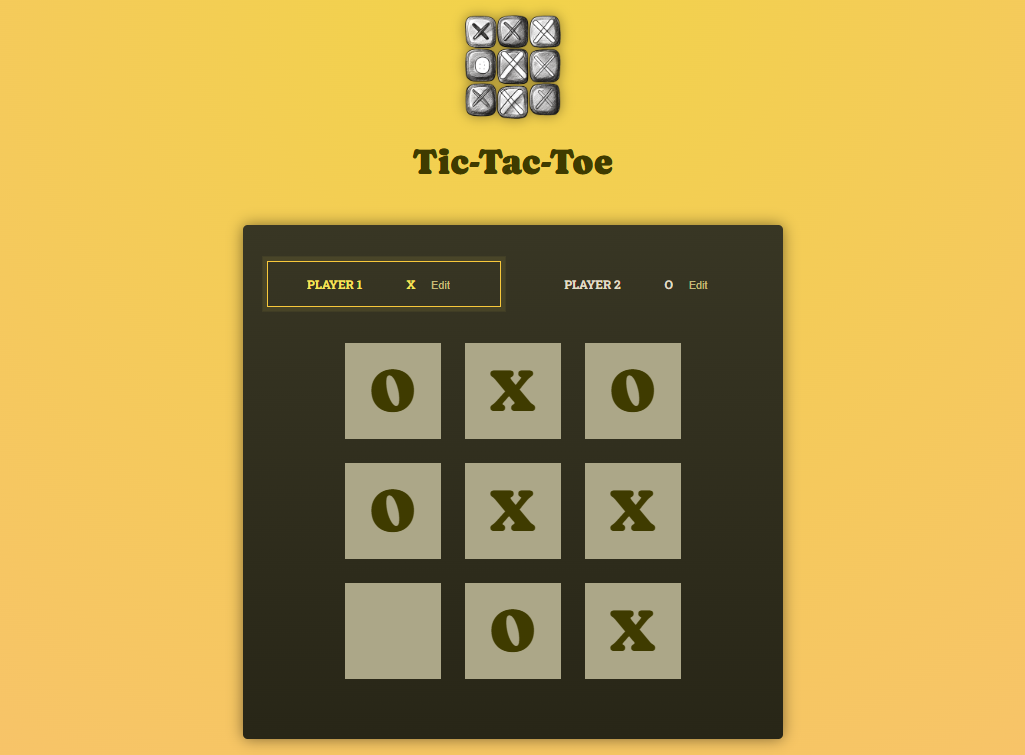 Tic-Tac-Toe
PLAYER 1 X Edit PLAYER 2 O Edit
O X O
O X X
O X